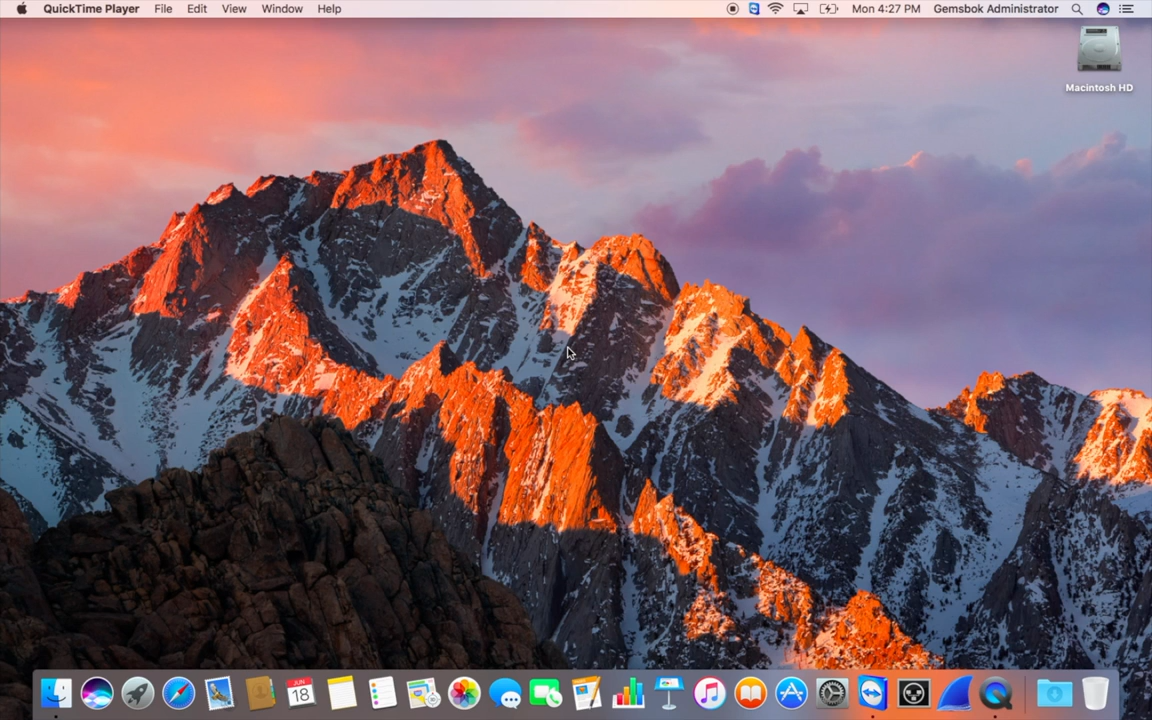 QuickTime Player File Edit View Window Help Mon 4:27 PM Gemsbok Administrator
Macintosh HD
JUN
18